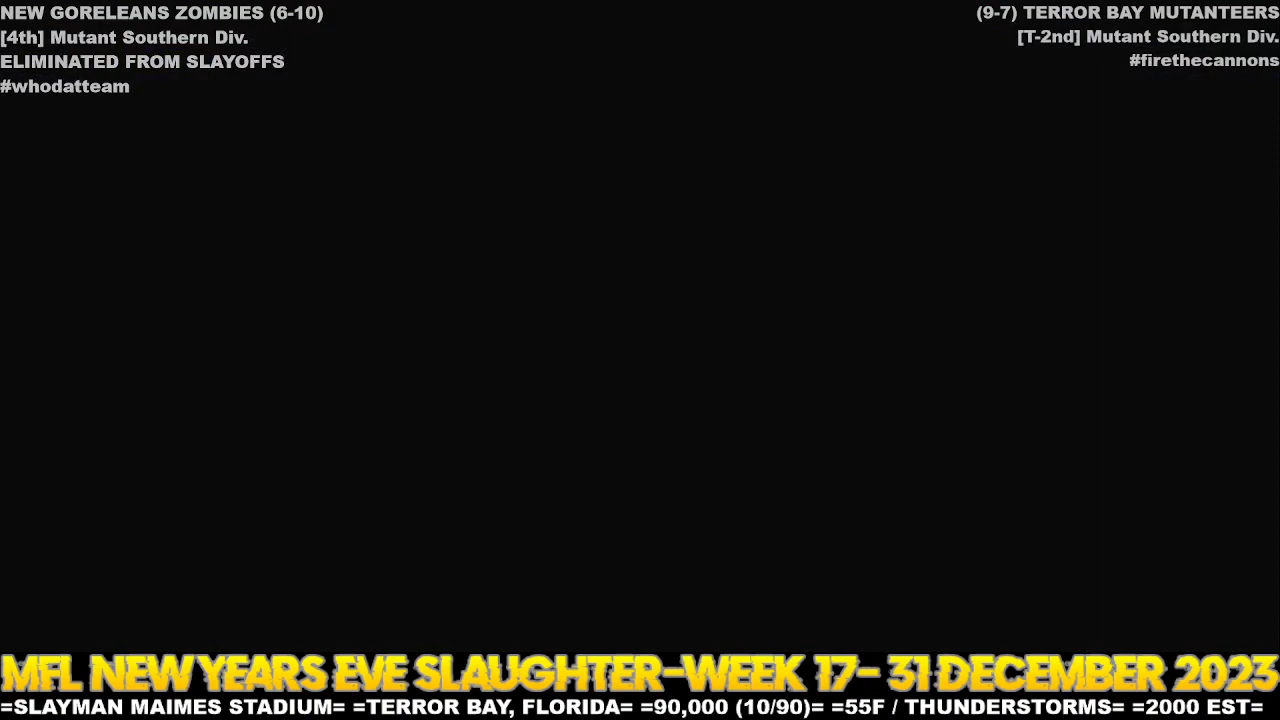 NEW GORELEANS ZOMBIES (6-10)
[4th] Mutant Southern Div.
ELIMINATED FROM SLAYOFFS
#whodatteam
(9-7) TERROR BAY MUTANTEERS
[T-2nd] Mutant Southern Div.
#firethecannons
MFL NEW YEARS EVE SLAUGHTER-WEEK 17- 31 DECEMBER 2023
=SLAYMAN MAIMES STADIUM= =TERROR BAY, FLORIDA= =90,000 (10/90)= =55F / THUNDERSTORMS= =2000 EST=